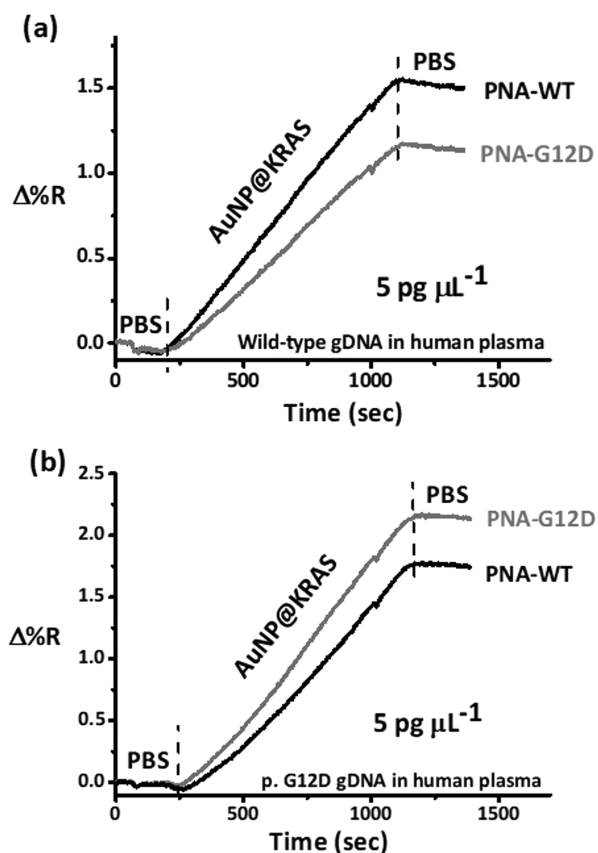 (a)
PBS
1.5
PNA-WT
AuNP@KRAS
PNA-G12D
1.0
Δ%R
0.5
5 pg μL-1
PBS
0.0
Wild-type gDNA in human plasma
0 500 1000 1500
Time (sec)
(b)
2.5
PBS
PNA-G12D
2.0
PNA-WT
1.5
AuNP@KRAS
Δ%R
1.0
0.5
5 pg μL-1
PBS
0.0
p. G12D gDNA in human plasma
0 500 1000 1500
Time (sec)